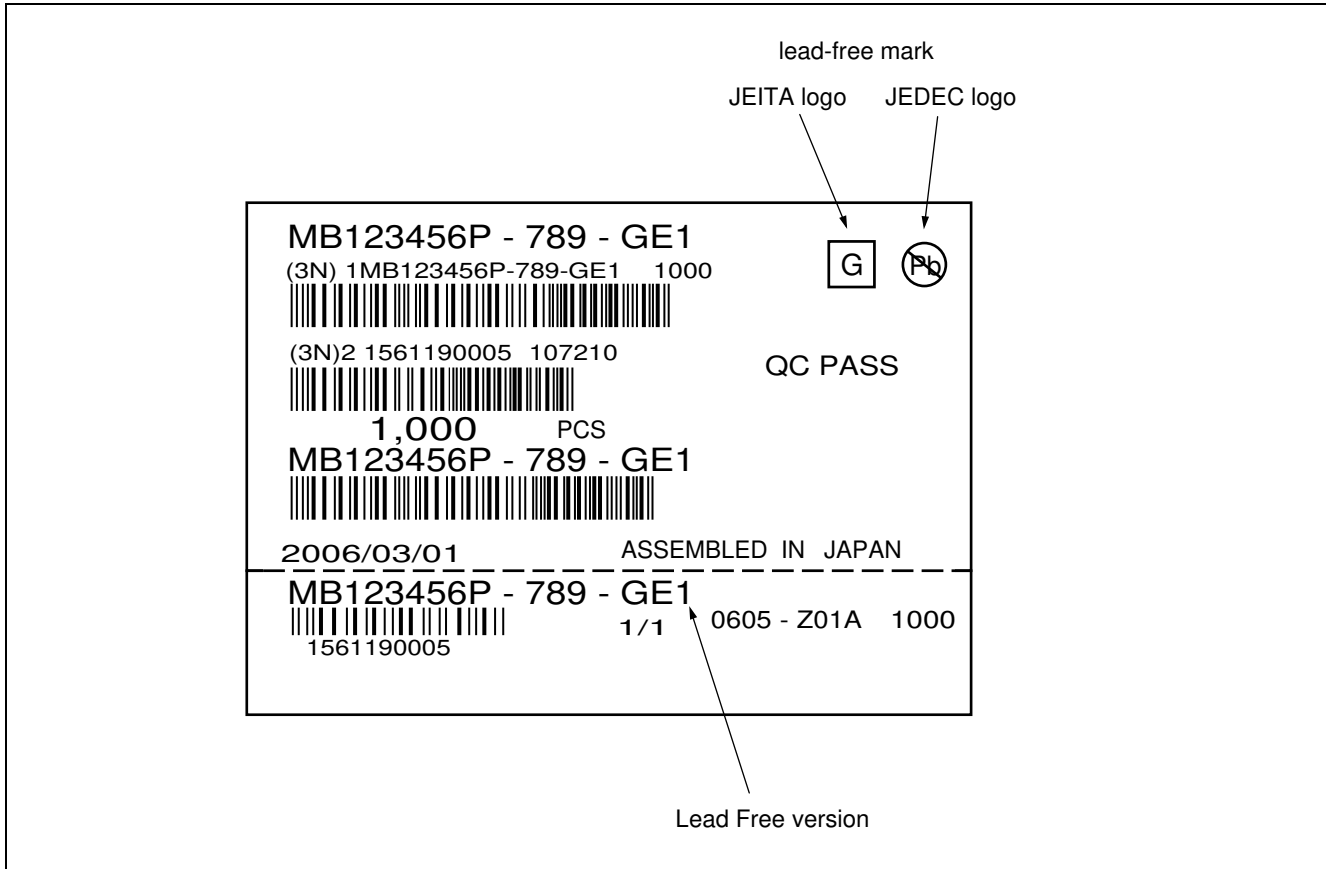 lead-free mark
JEITA logo JEDEC logo
MB123456P - 789 - GE1
(3N) 1MB123456P-789-GE1 1000
G Pb
(3N)2 1561190005 107210
QC PASS
1,000 PCS
MB123456P - 789 - GE1
2006/03/01 ASSEMBLED IN JAPAN
MB123456P - 789 - GE1
1/1 0605 - Z01A 1000
1561190005
Lead Free version